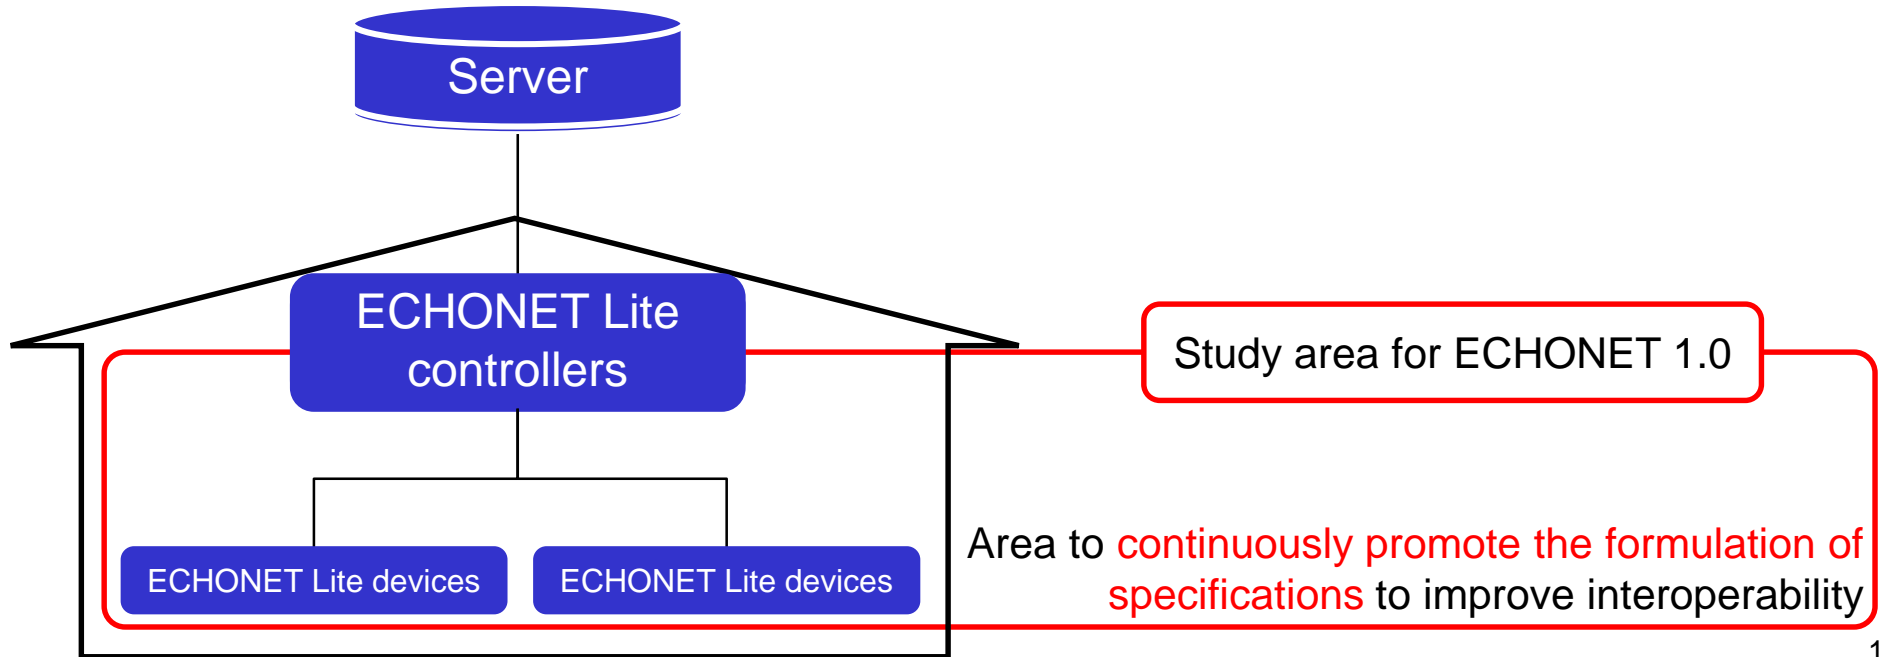 Server
ECHONET Lite
controllers
Study area for ECHONET 1.0
ECHONET Lite devices
ECHONET Lite devices
Area to continuously promote the formulation of
specifications to improve interoperability
1